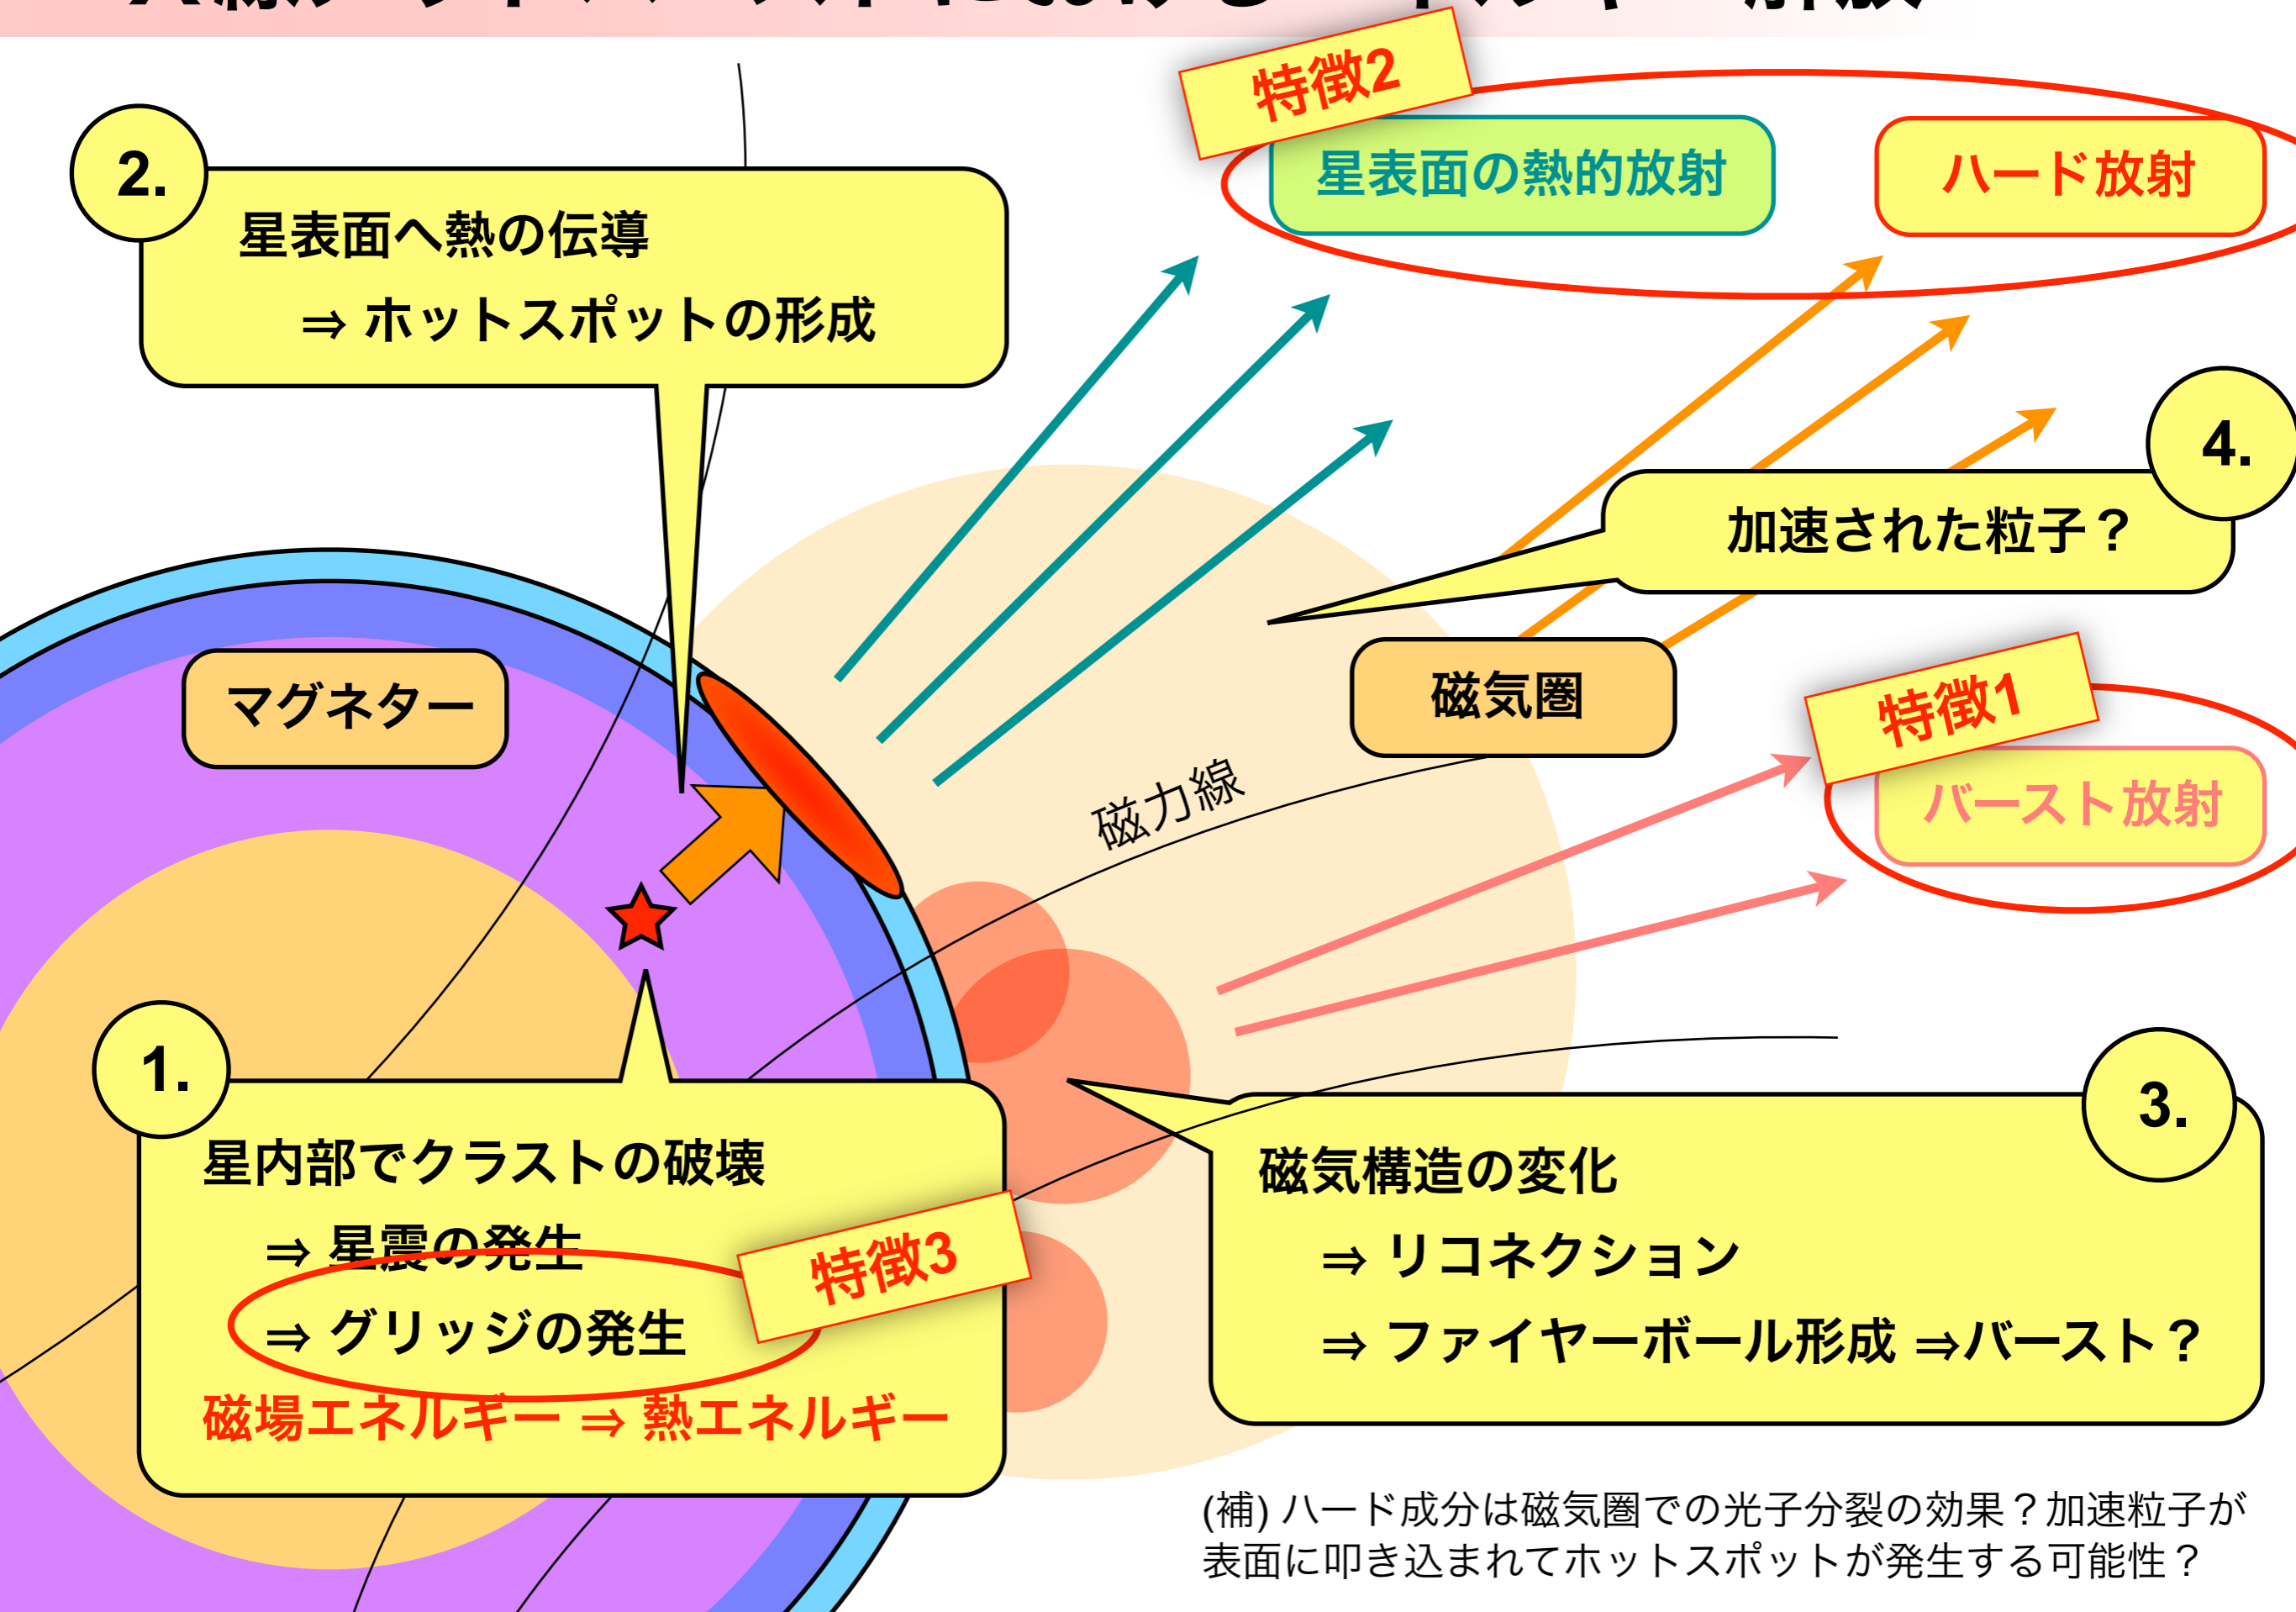 特徴2
星表面の熱的放射
ハード放射
2.
星表面へ熱の伝導
⇒ ホットスポットの形成
4.
加速された粒子？
マグネター
磁気圏
特徴1
バースト放射
磁力線
1.
星内部でクラストの破壊
⇒ 星震の発生
⇒ グリッジの発生
特徴3
磁場エネルギー ⇒ 熱エネルギー
3.
磁気構造の変化
⇒ リコネクション
⇒ ファイヤーボール形成 ⇒バースト？
(補) ハード成分は磁気圏での光子分裂の効果？加速粒子が
表面に叩き込まれてホットスポットが発生する可能性？